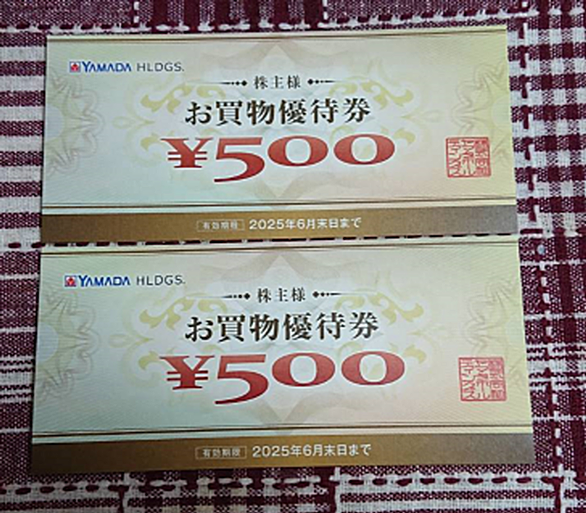 YAMADA HLDGS.
株主様
お買物優待券
¥500
有効期限 2025年6月末日まで
YAMADA HLDGS.
株主様
お買物優待券
¥500
有効期限 2025年6月末日まで